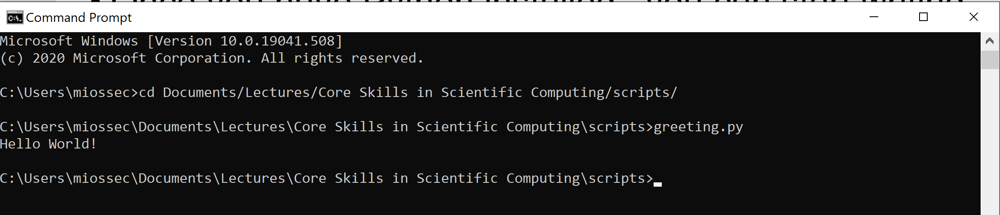 Command Prompt
Microsoft Windows [Version 10.0.19041.508]
(c) 2020 Microsoft Corporation. All rights reserved.
C:\Users\miossec>cd Documents/Lectures/Core Skills in Scientific Computing/scripts/
C:\Users\miossec\Documents\Lectures\Core Skills in Scientific Computing\scripts>greeting.py
Hello World!
C:\Users\miossec\Documents\Lectures\Core Skills in Scientific Computing\scripts>